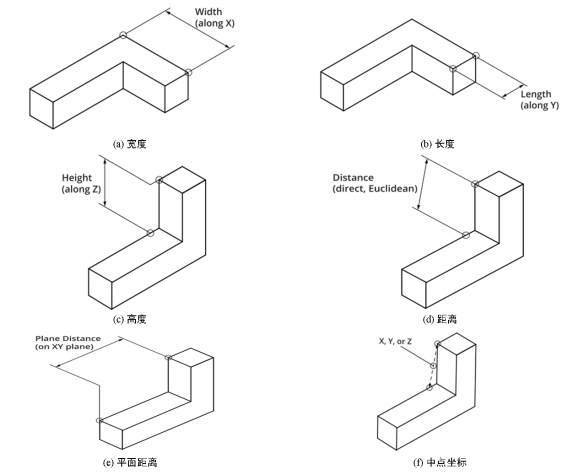 Width
(along X)
(a) 宽度
Length
(along Y)
(b) 长度
Height
(along Z)
(c) 高度
Distance
(direct, Euclidean)
(d) 距离
Plane Distance
(on XY plane)
(e) 平面距离
X, Y, or Z
(f) 中点坐标